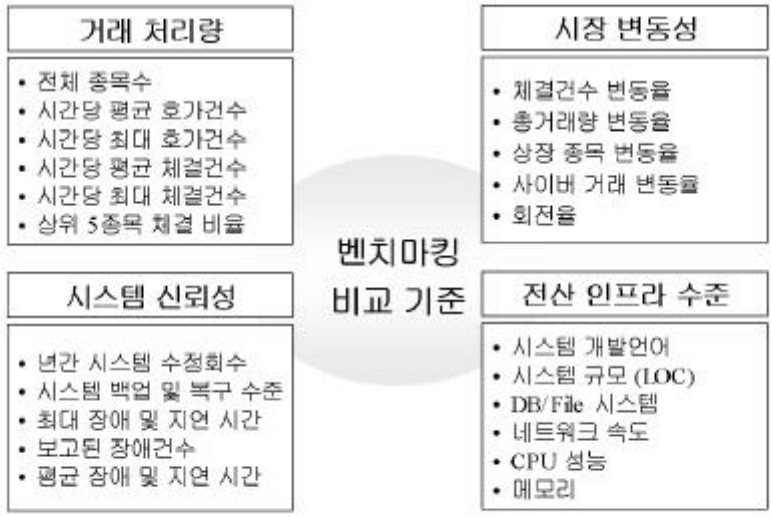 거래 처리량
• 전체 종목수
• 시간당 평균 호가건수
• 시간당 최대 호가건수
• 시간당 평균 체결건수
• 시간당 최대 체결건수
• 상위 5종목 체결 비율
시장 변동성
• 체결건수 변동율
• 총거래량 변동율
• 상장 종목 변동율
• 사이버 거래 변동율
• 회전율
벤치마킹
비교 기준
시스템 신뢰성
• 년간 시스템 수정회수
• 시스템 백업 및 복구 수준
• 최대 장애 및 지연 시간
• 보고된 장애건수
• 평균 장애 및 지연 시간
전산 인프라 수준
• 시스템 개발언어
• 시스템 규모 (LOC)
• DB/File 시스템
• 네트워크 속도
• CPU 성능
• 메모리